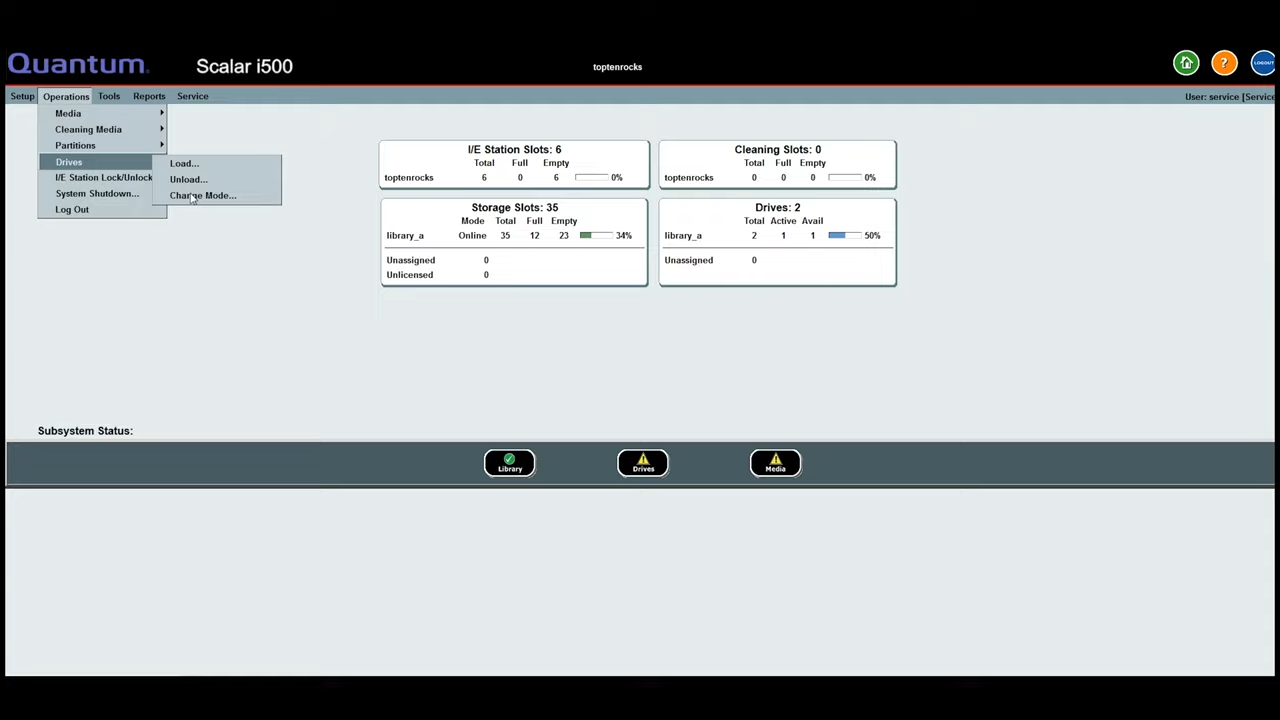 Quantum. Scalar i500
toptenrocks
LOGOUT
Setup Operations Tools Reports Service
User: service [Service
Media
Cleaning Media
Partitions
Drives
I/E Station Lock/Unlock
System Shutdown...
Log Out
Load...
Unload...
Change Mode...
I/E Station Slots: 6
Total Full Empty
toptenrocks 6 0 6 0%
Cleaning Slots: 0
Total Full Empty
toptenrocks 0 0 0 0%
Storage Slots: 35
Mode Total Full Empty
library_a Online 35 12 23 34%
Unassigned 0
Unlicensed 0
Drives: 2
Total Active Avail
library_a 2 1 1 50%
Unassigned 0
Subsystem Status:
Library
Drives
Media